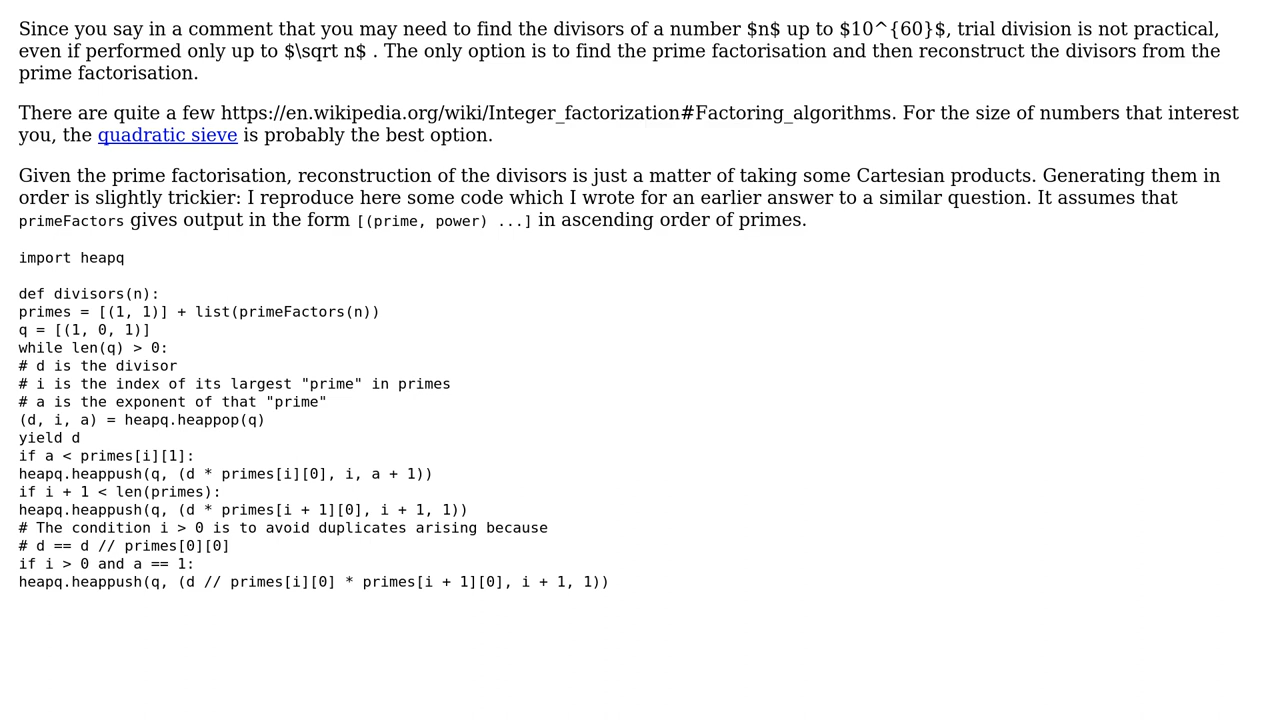 Since you say in a comment that you may need to find the divisors of a number $n$ up to $10^{60}$, trial division is not practical,
even if performed only up to $\sqrt n$ . The only option is to find the prime factorisation and then reconstruct the divisors from the
prime factorisation.
There are quite a few https://en.wikipedia.org/wiki/Integer_factorization#Factoring_algorithms. For the size of numbers that interest
you, the quadratic sieve is probably the best option.
Given the prime factorisation, reconstruction of the divisors is just a matter of taking some Cartesian products. Generating them in
order is slightly trickier: I reproduce here some code which I wrote for an earlier answer to a similar question. It assumes that
primeFactors gives output in the form [(prime, power) ...] in ascending order of primes.
import heapq
def divisors(n):
primes = [(1, 1)] + list(primeFactors(n))
q = [(1, 0, 1)]
while len(q) > 0:
# d is the divisor
# i is the index of its largest "prime" in primes
# a is the exponent of that "prime"
(d, i, a) = heapq.heappop(q)
yield d
if a < primes[i][1]:
heapq.heappush(q, (d * primes[i][0], i, a + 1))
if i + 1 < len(primes):
heapq.heappush(q, (d * primes[i + 1][0], i + 1, 1))
# The condition i > 0 is to avoid duplicates arising because
# d == d // primes[0][0]
if i > 0 and a == 1:
heapq.heappush(q, (d // primes[i][0] * primes[i + 1][0], i + 1, 1))